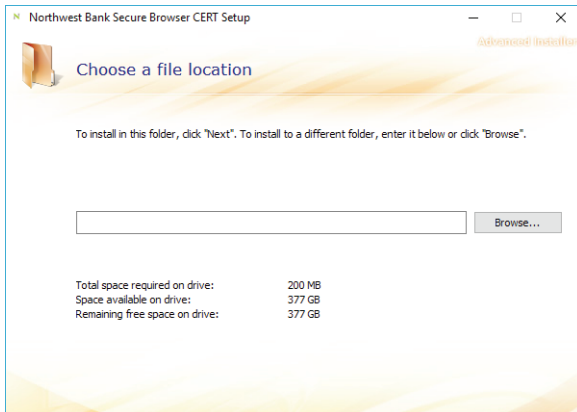 Northwest Bank Secure Browser CERT Setup
Advanced Installer
Choose a file location
To install in this folder, click "Next". To install to a different folder, enter it below or click "Browse".
Browse...
Total space required on drive: 200 MB
Space available on drive: 377 GB
Remaining free space on drive: 377 GB